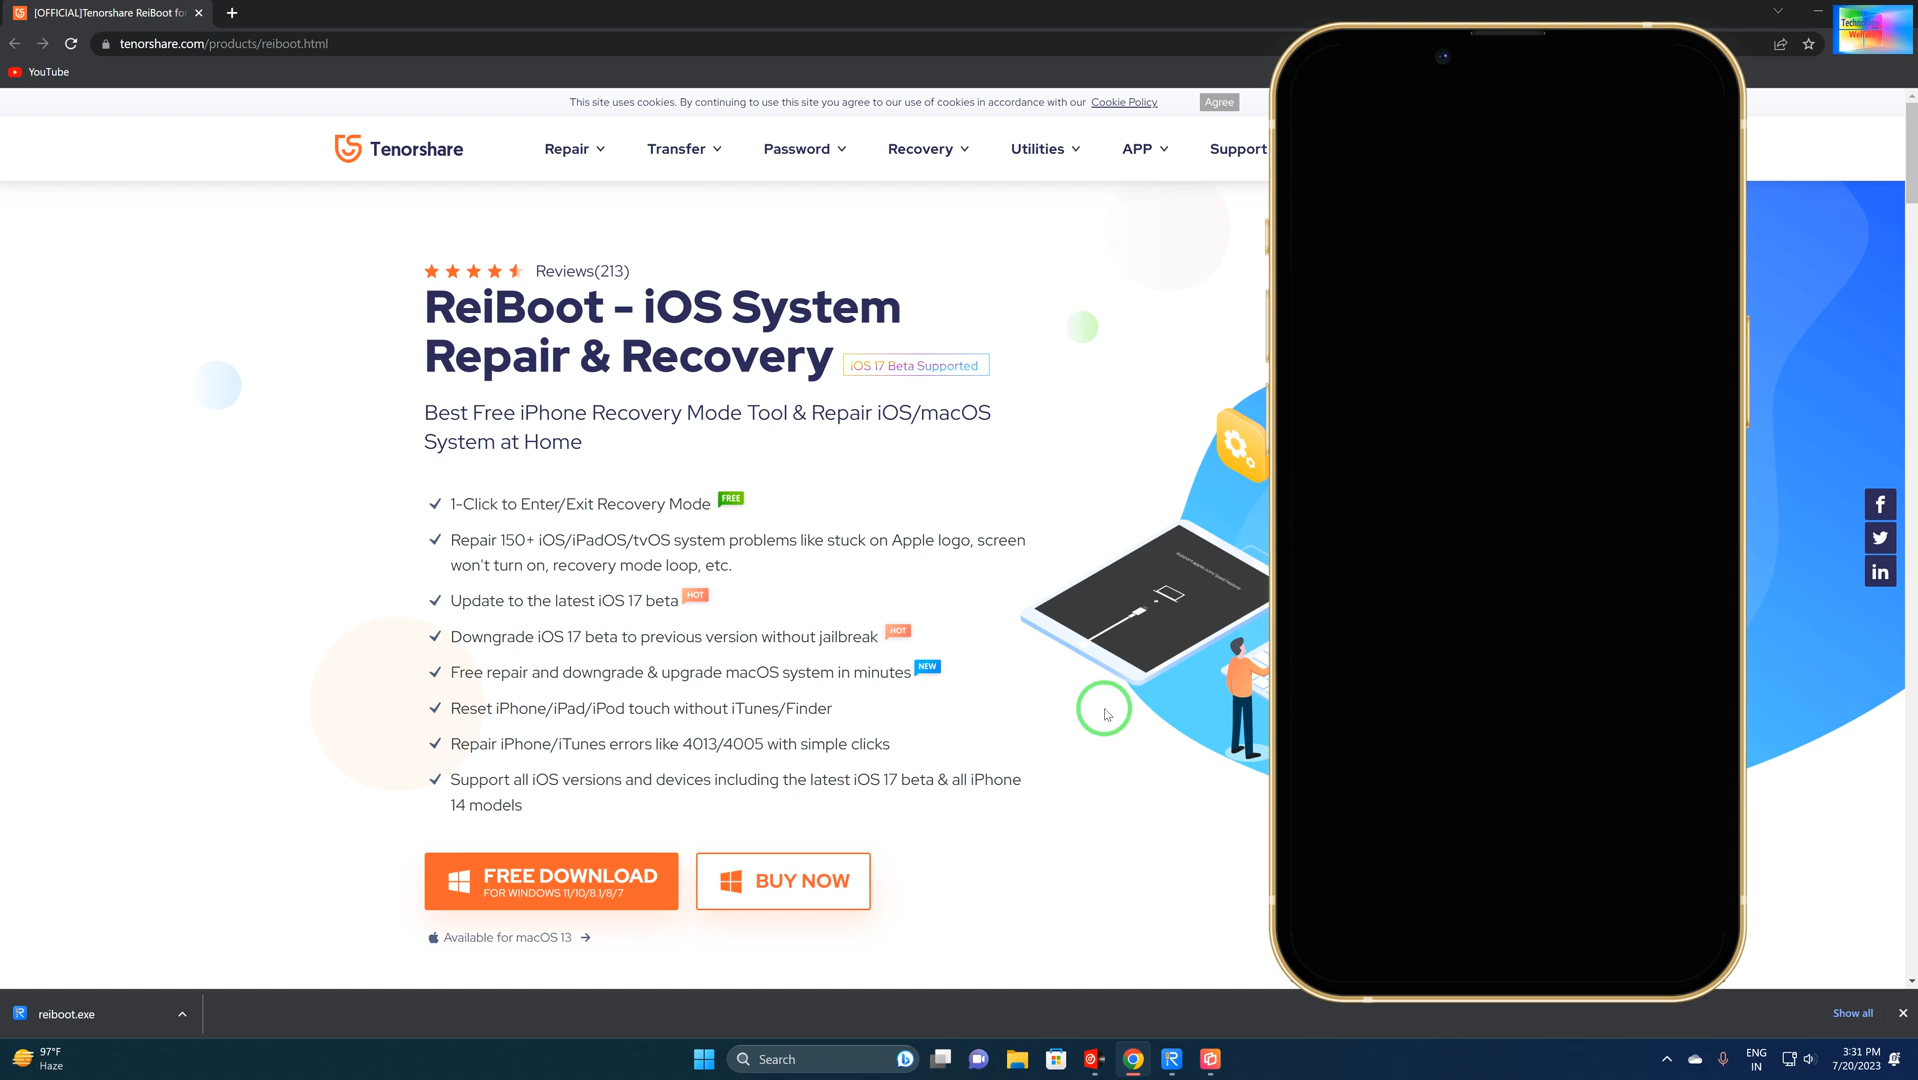 [OFFICIAL]Tenorshare ReiBoot fo
tenorshare.com/products/reiboot.html
YouTube
This site uses cookies. By continuing to use this site you agree to our use of cookies in accordance with our Cookie Policy
Agree
Tenorshare
Repair
Transfer
Password
Recovery
Utilities
APP
Support
Reviews(213)
ReiBoot - iOS System
Repair & Recovery
iOS 17 Beta Supported
Best Free iPhone Recovery Mode Tool & Repair iOS/macOS
System at Home
1-Click to Enter/Exit Recovery Mode FREE
Repair 150+ iOS/iPadOS/tvOS system problems like stuck on Apple logo, screen
won't turn on, recovery mode loop, etc.
Update to the latest iOS 17 beta HOT
Downgrade iOS 17 beta to previous version without jailbreak HOT
Free repair and downgrade & upgrade macOS system in minutes NEW
Reset iPhone/iPad/iPod touch without iTunes/Finder
Repair iPhone/iTunes errors like 4013/4005 with simple clicks
Support all iOS versions and devices including the latest iOS 17 beta & all iPhone
14 models
FREE DOWNLOAD
FOR WINDOWS 11/10/8.1/8/7
BUY NOW
Available for macOS 13
reiboot.exe
Show all
97°F
Haze
Search
ENG
IN
3:31 PM
7/20/2023